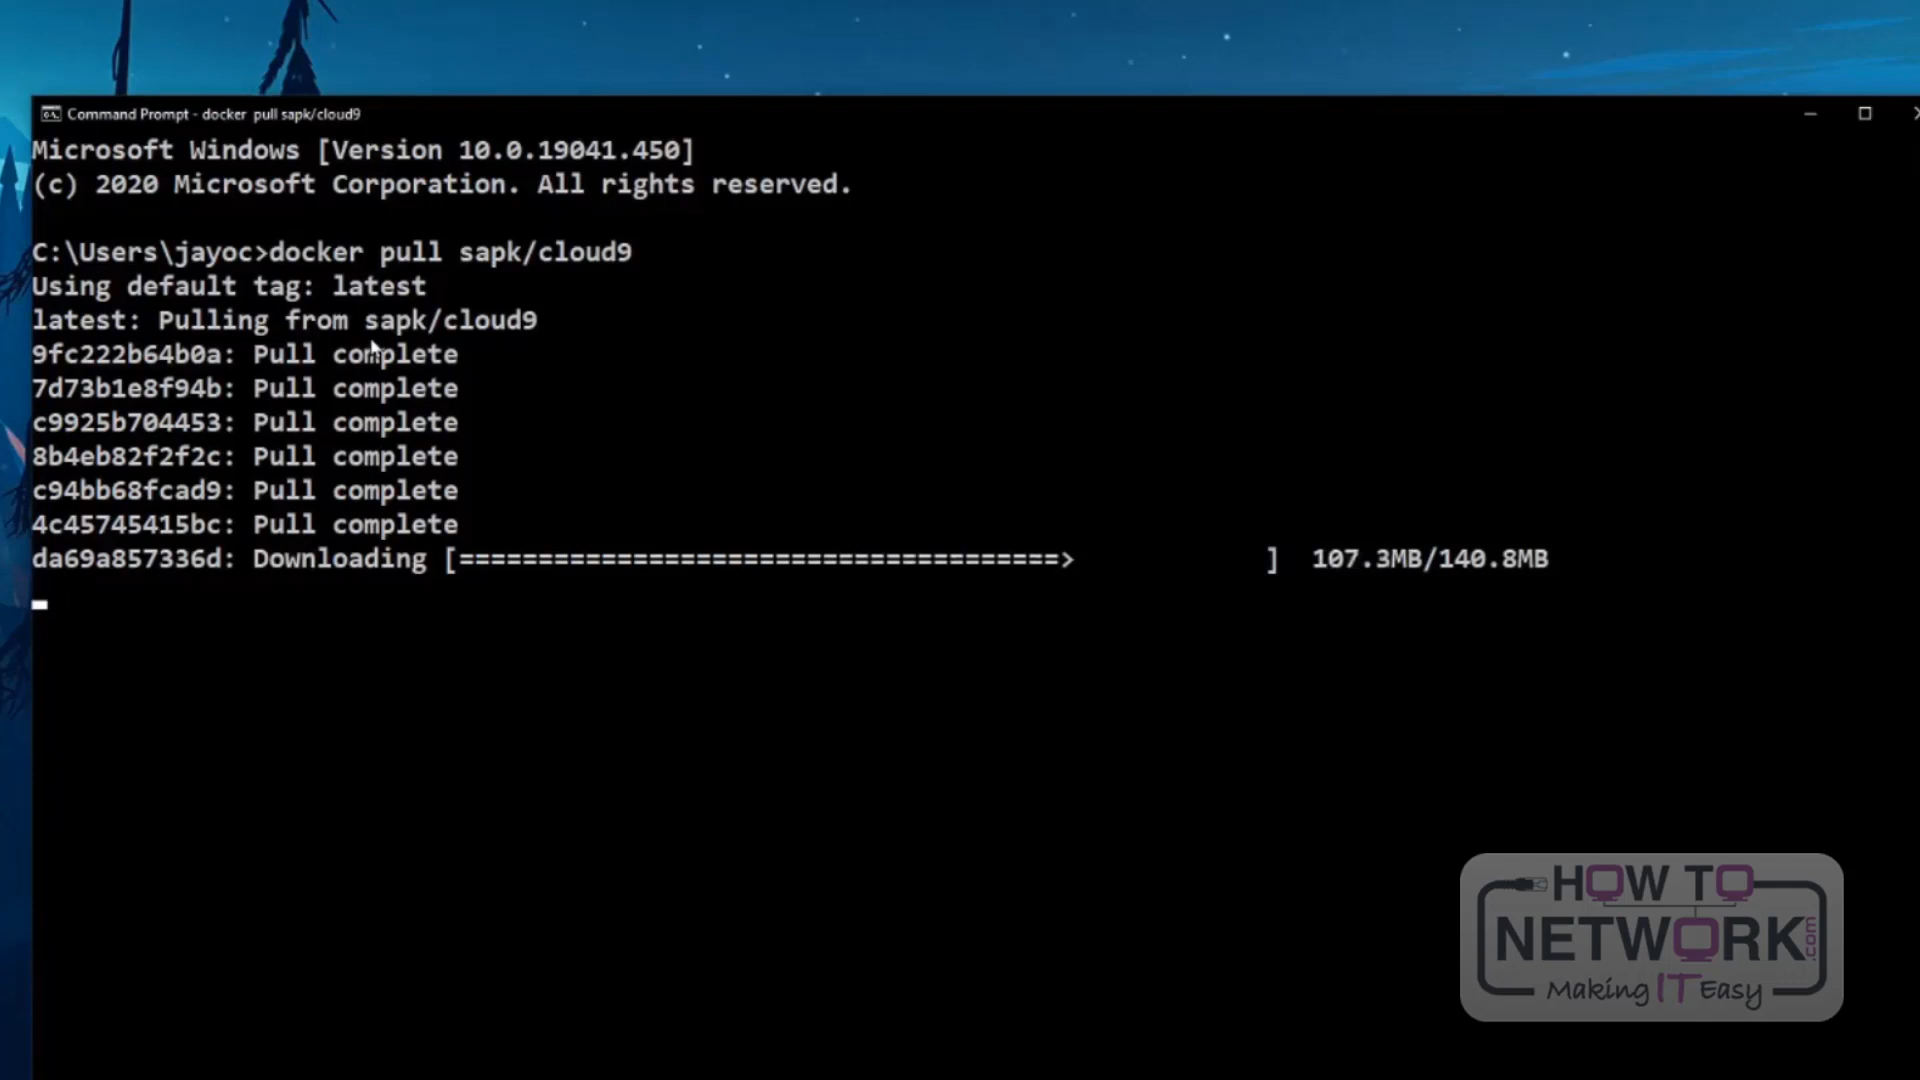 Command Prompt - docker  pull sapk/cloud9
Microsoft Windows [Version 10.0.19041.450]
(c) 2020 Microsoft Corporation. All rights reserved.
C:\Users\jayoc>docker pull sapk/cloud9
Using default tag: latest
latest: Pulling from sapk/cloud9
9fc222b64b0a: Pull complete
7d73b1e8f94b: Pull complete
c9925b704453: Pull complete
8b4eb82f2f2c: Pull complete
c94bb68fcad9: Pull complete
4c45745415bc: Pull complete
da69a857336d: Downloading [======================================>            ]  107.3MB/140.8MB
HOW TO
NETWORK.com
Making IT Easy